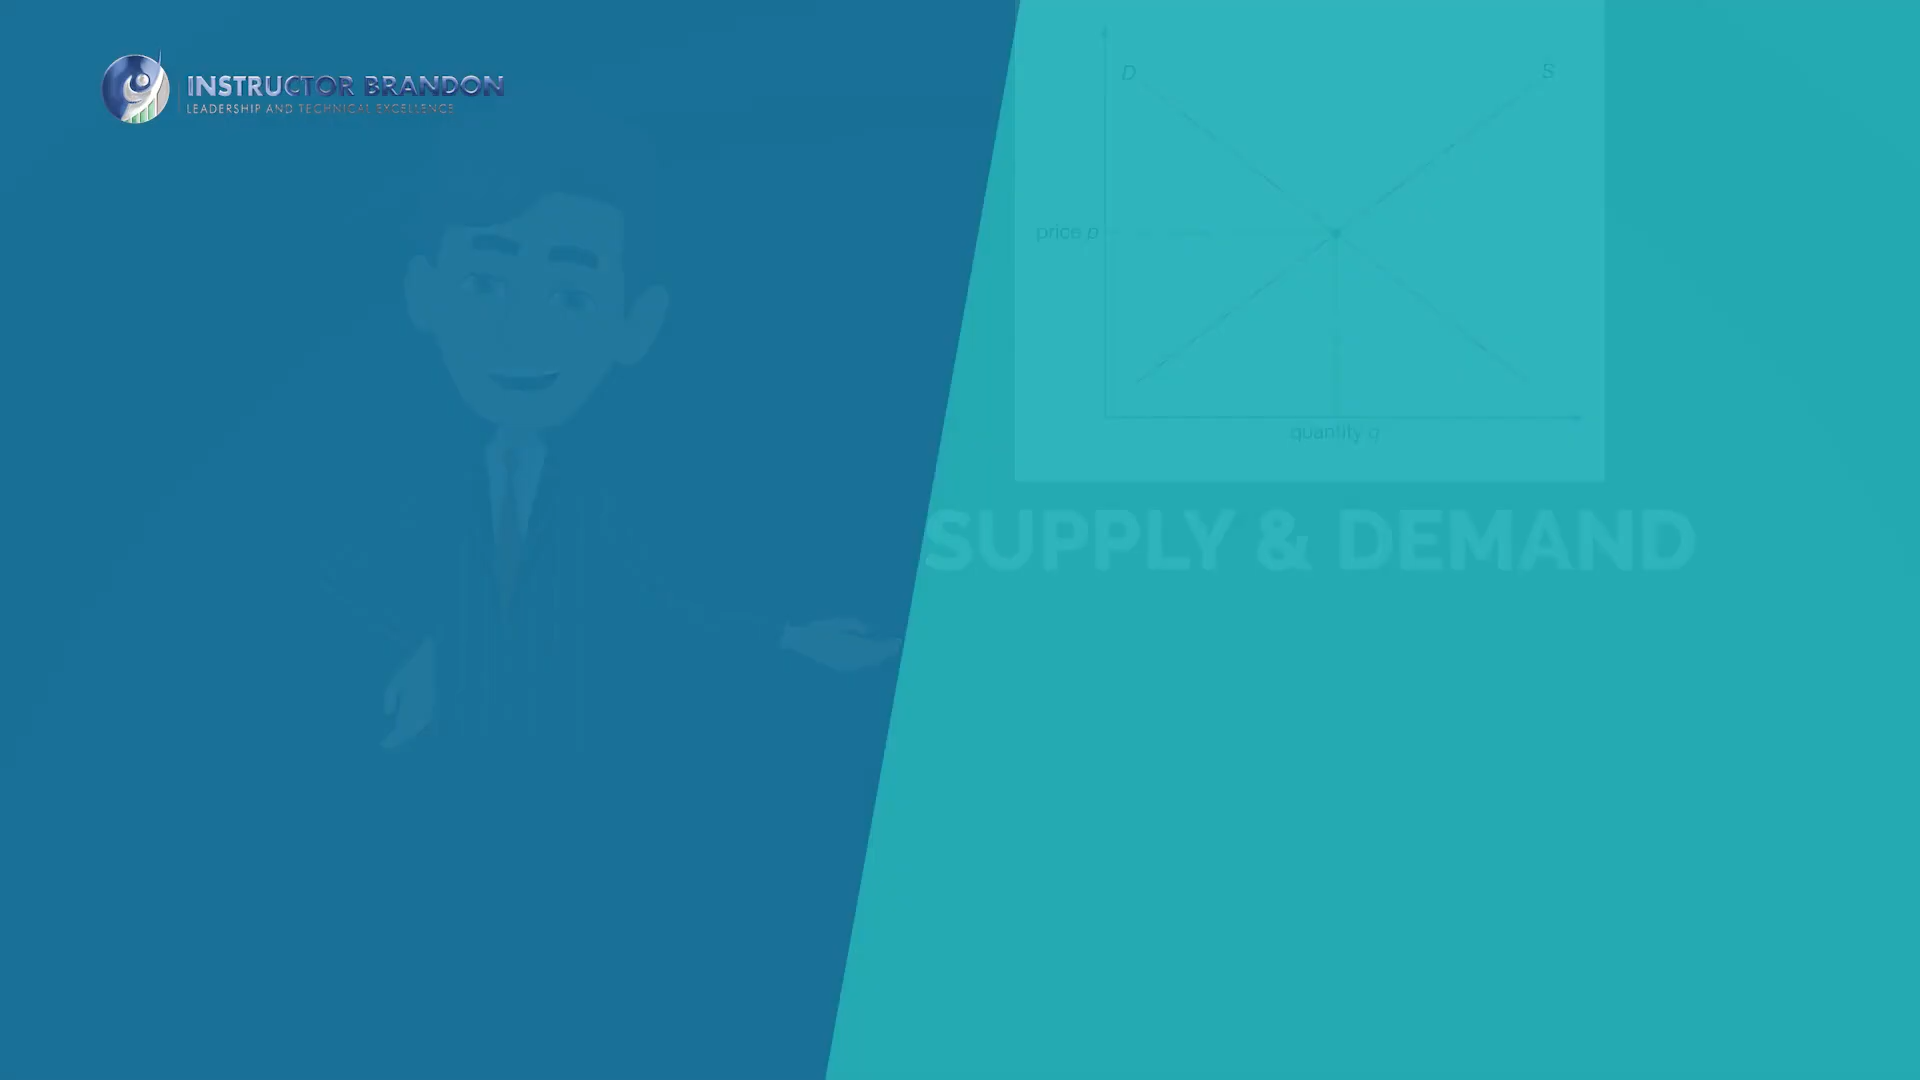 INSTRUCTOR BRANDON
LEADERSHIP AND TECHNICAL EXCELLENCE
D
S
price p
quantity q
SUPPLY & DEMAND